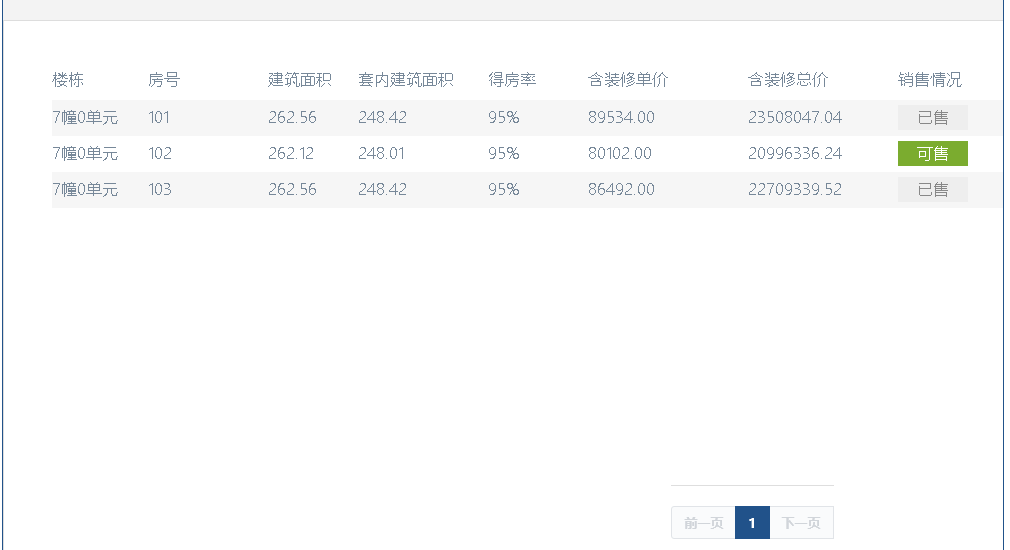 楼栋 房号 建筑面积 套内建筑面积 得房率 含装修单价 含装修总价 销售情况
7幢0单元 101 262.56 248.42 95% 89534.00 23508047.04 已售
7幢0单元 102 262.12 248.01 95% 80102.00 20996336.24 可售
7幢0单元 103 262.56 248.42 95% 86492.00 22709339.52 已售
前一页 1 下一页